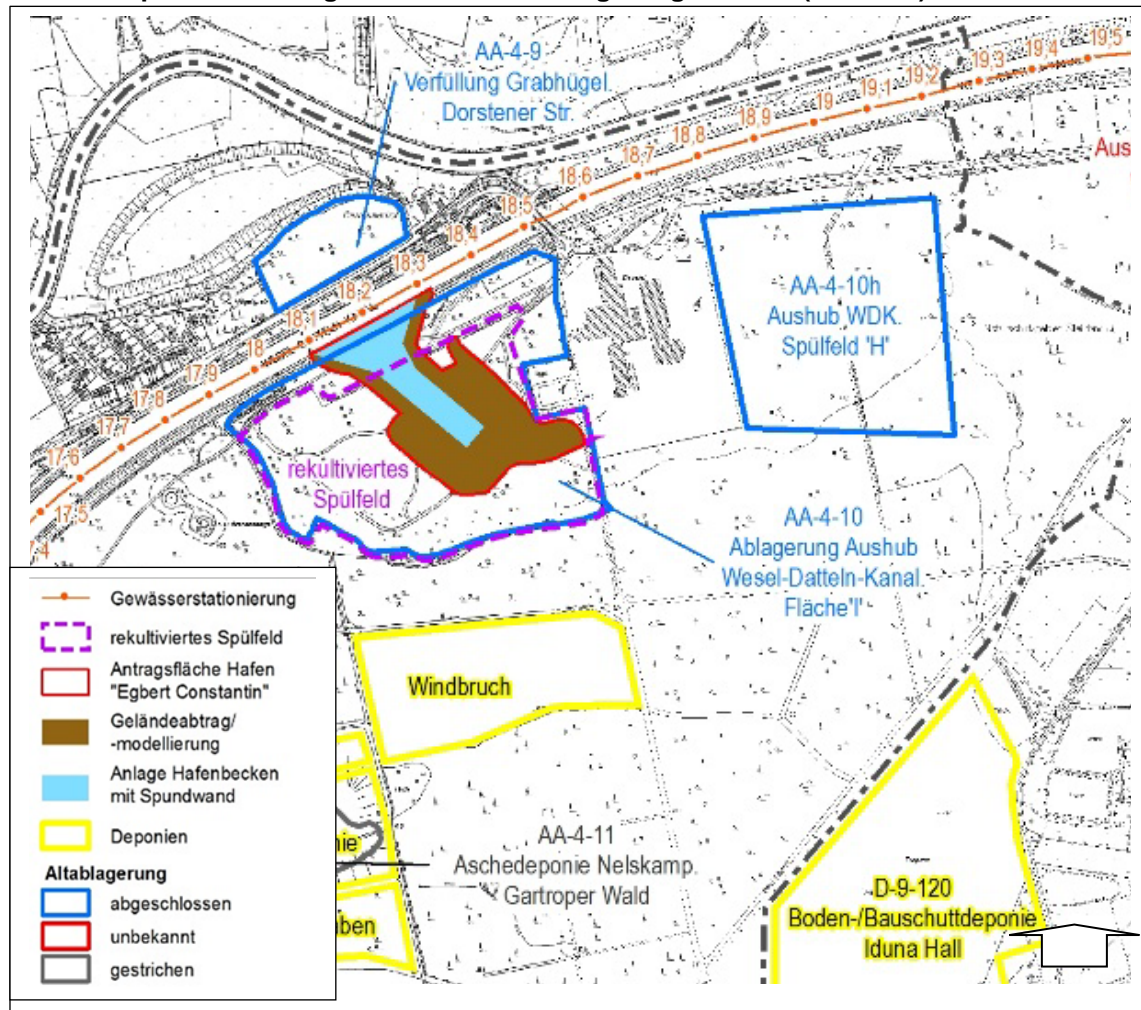 AA-4-9
Verfüllung Grabhügel.
Dorstener Str.
19,5
19,4
19,3
19,2
19,1
19
18,9
18,8
18,7
18,6
18,5
18,4
18,3
18,2
18,1
18
17,9
17,8
17,7
17,6
17,5
Aus
AA-4-10h
Aushub WDK.
Spülfeld 'H'
rekultiviertes
Spülfeld
AA-4-10
Ablagerung Aushub
Wesel-Datteln-Kanal.
Fläche'I'
Windbruch
AA-4-11
Aschedeponie Nelskamp.
Gartroper Wald
D-9-120
Boden-/Bauschuttdeponie
Iduna Hall
nie
ben
Gewässerstationierung
rekultiviertes Spülfeld
Antragsfläche Hafen
"Egbert Constantin"
Geländeabtrag/
-modellierung
Anlage Hafenbecken
mit Spundwand
Deponien
Altablagerung
abgeschlossen
unbekannt
gestrichen